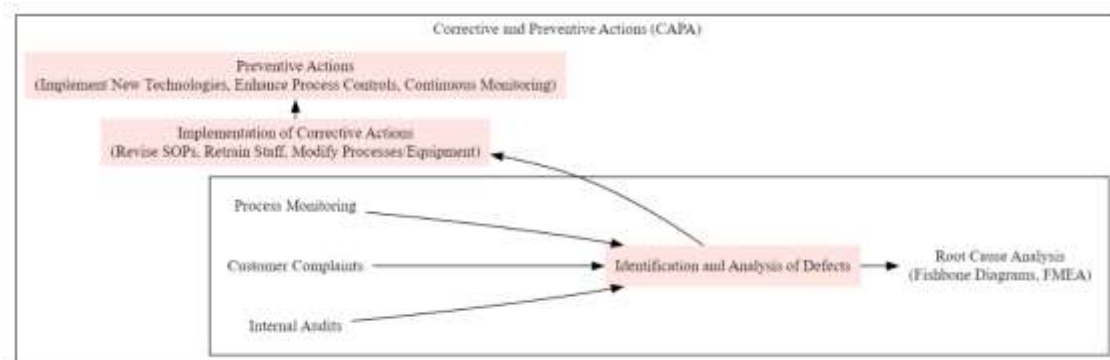 Corrective and Preventive Actions (CAPA)
Preventive Actions
(Implement New Technologies, Enhance Process Controls, Continuous Monitoring)
Implementation of Corrective Actions
(Revise SOPs, Retrain Staff, Modify Processes/Equipment)
Process Monitoring
Customer Complaints
Identification and Analysis of Defects
Root Cause Analysis
(Fishbone Diagrams, FMEA)
Internal Audits